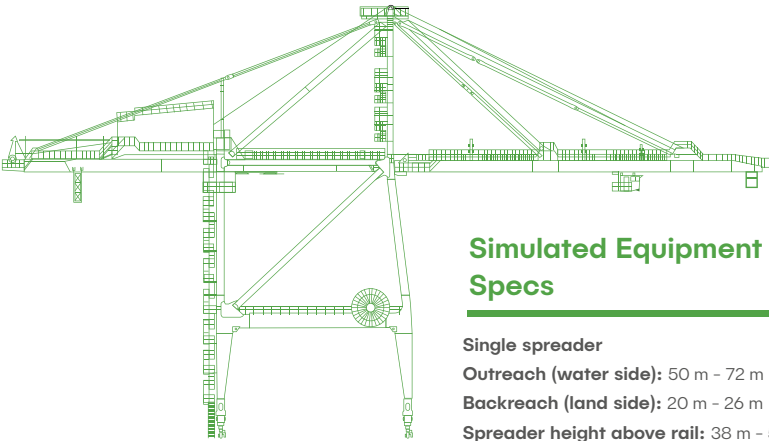 Simulated Equipment
Specs
Single spreader
Outreach (water side): 50 m - 72 m
Backreach (land side): 20 m - 26 m
Spreader height above rail: 38 m -